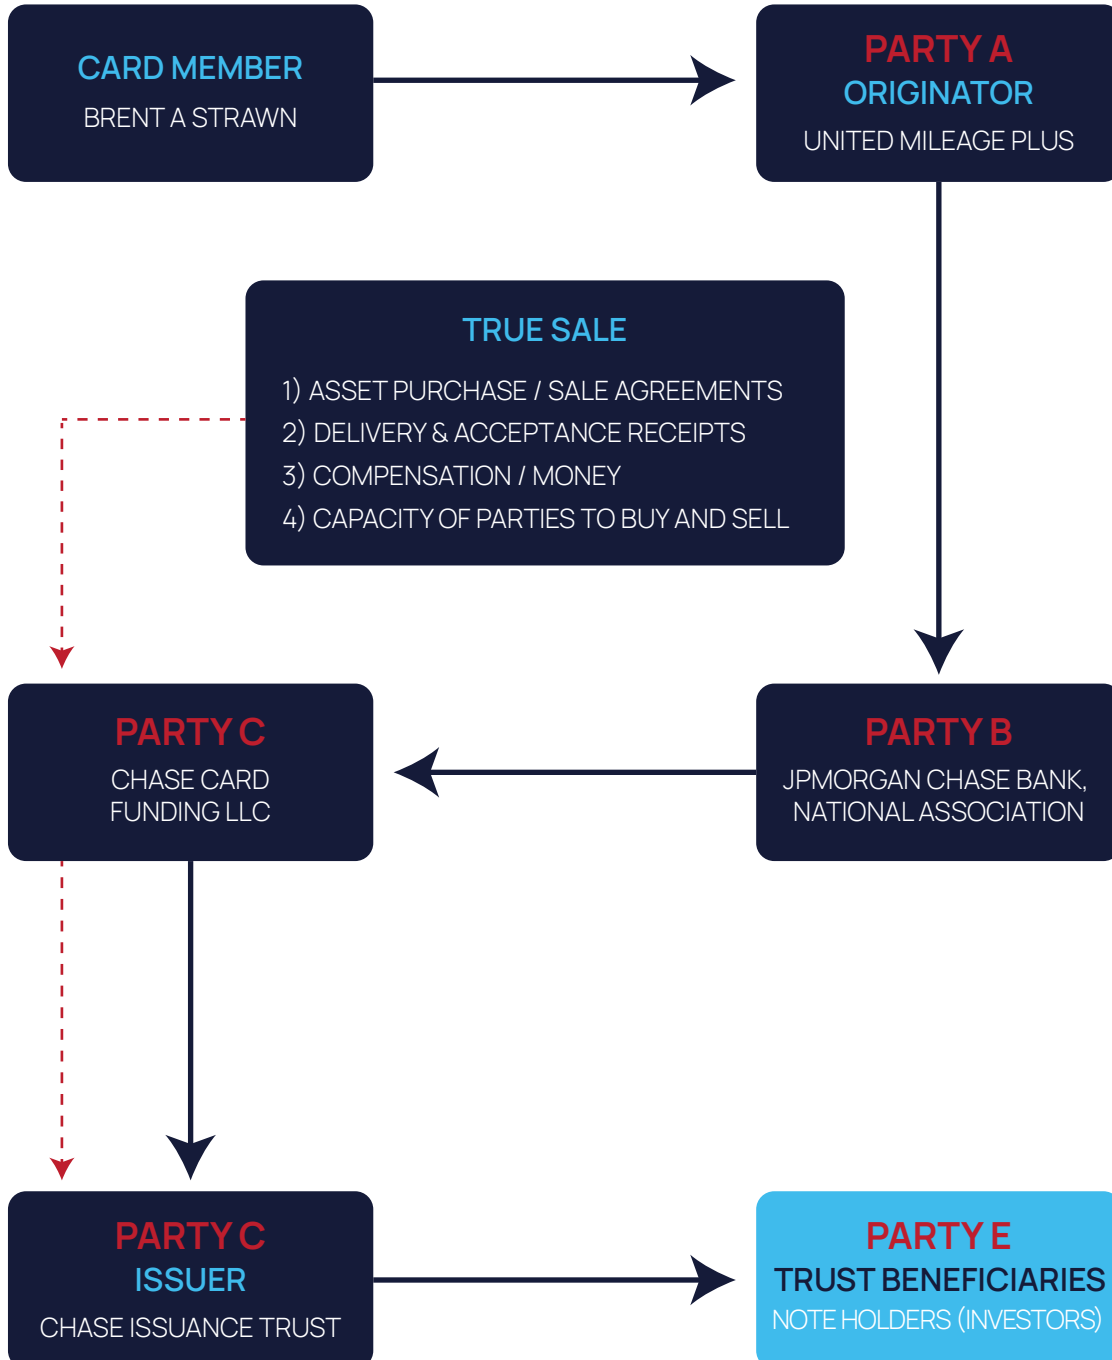 CARD MEMBER
BRENT A STRAWN
PARTY A
ORIGINATOR
UNITED MILEAGE PLUS
TRUE SALE
1) ASSET PURCHASE / SALE AGREEMENTS
2) DELIVERY & ACCEPTANCE RECEIPTS
3) COMPENSATION / MONEY
4) CAPACITY OF PARTIES TO BUY AND SELL
PARTY C
CHASE CARD
FUNDING LLC
PARTY B
JPMORGAN CHASE BANK,
NATIONAL ASSOCIATION
PARTY C
ISSUER
CHASE ISSUANCE TRUST
PARTY E
TRUST BENEFICIARIES
NOTE HOLDERS (INVESTORS)